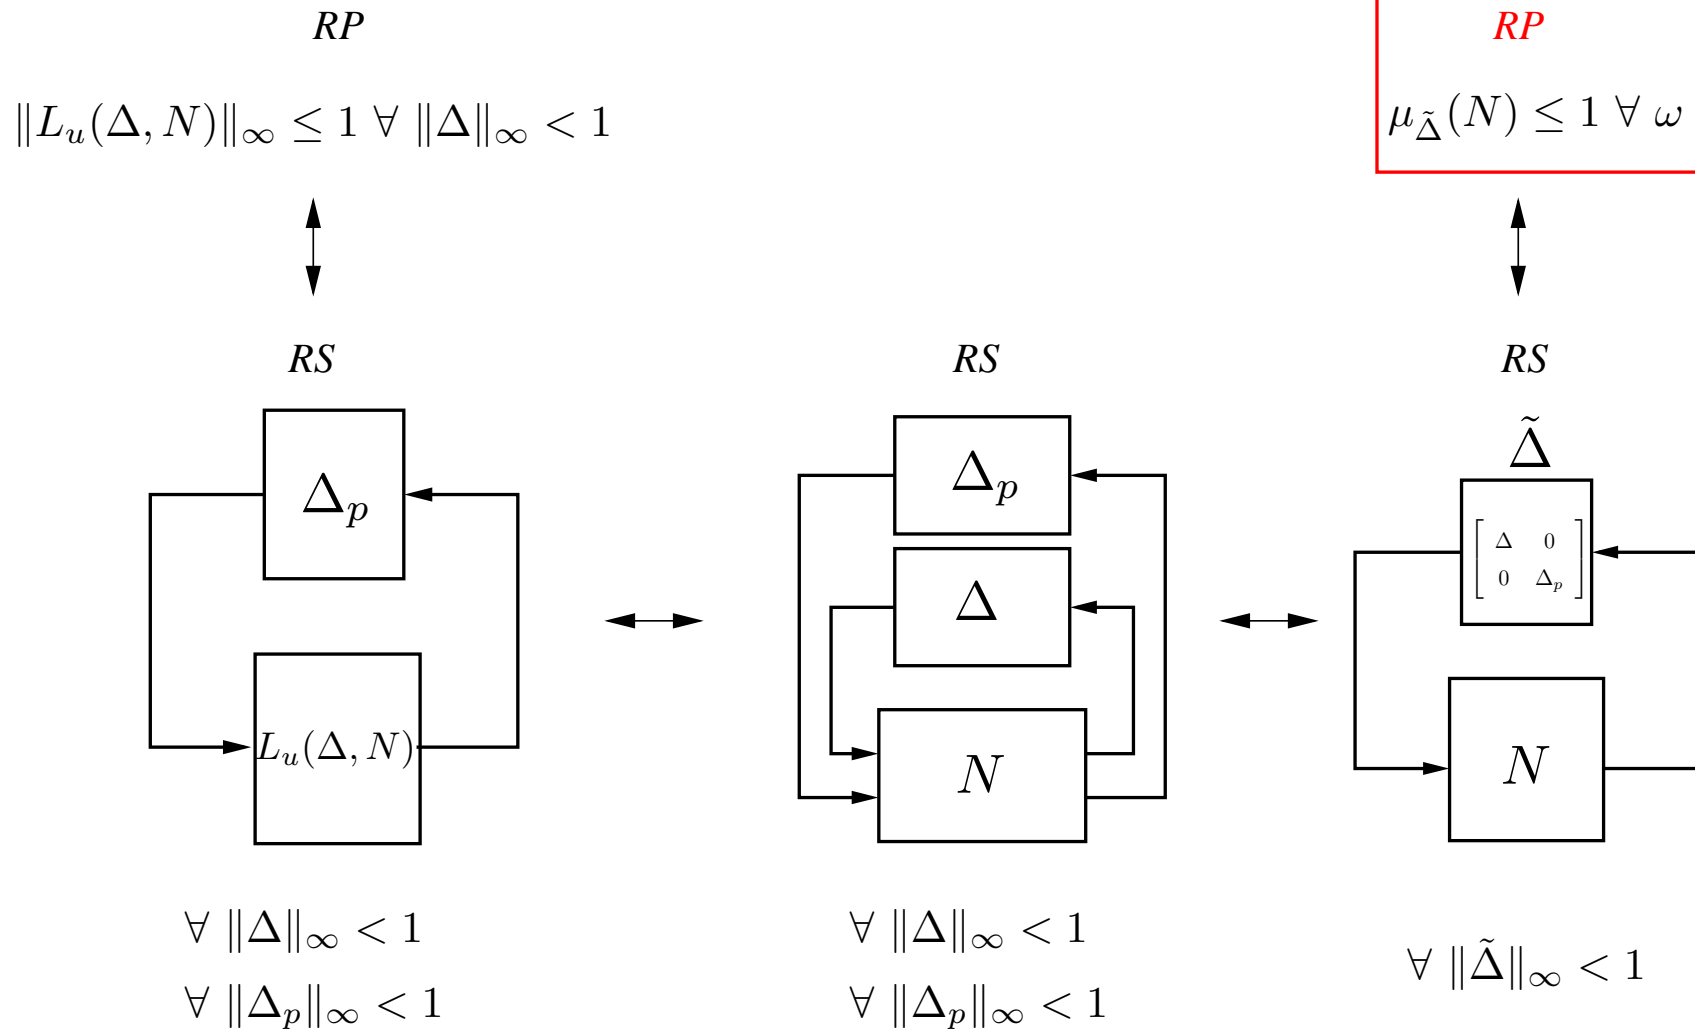 RP
‖L_u(Δ, N)‖_∞ ≤ 1 ∀ ‖Δ‖_∞ < 1
RP
μ_Δ̃(N) ≤ 1 ∀ ω
RS
Δ_p
L_u(Δ, N)
∀ ‖Δ‖_∞ < 1
∀ ‖Δ_p‖_∞ < 1
RS
Δ_p
Δ
N
∀ ‖Δ‖_∞ < 1
∀ ‖Δ_p‖_∞ < 1
RS
Δ̃
[ Δ 0
0 Δ_p ]
N
∀ ‖Δ̃‖_∞ < 1